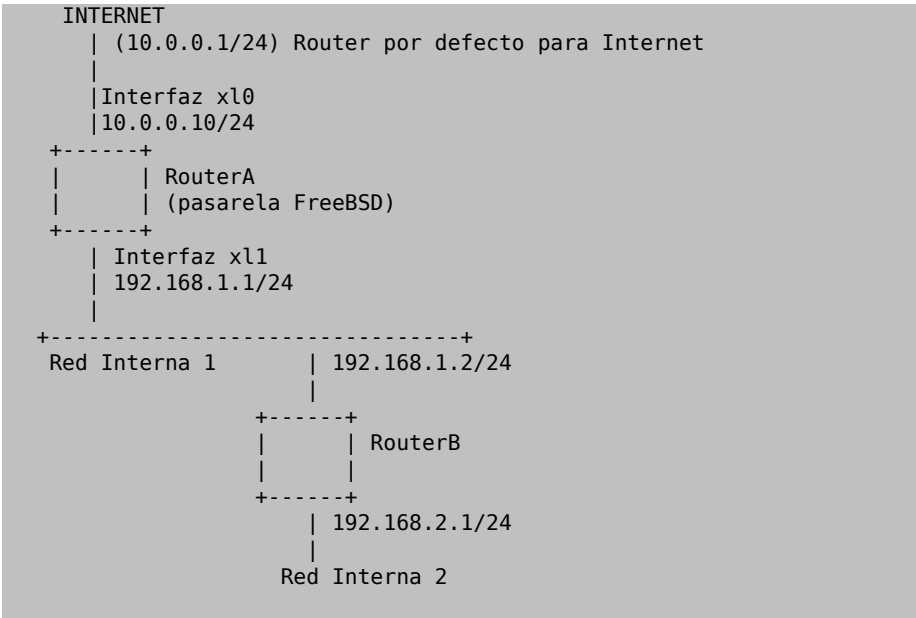 INTERNET
(10.0.0.1/24) Router por defecto para Internet
Interfaz xl0
10.0.0.10/24
RouterA
(pasarela FreeBSD)
Interfaz xl1
192.168.1.1/24
Red Interna 1 192.168.1.2/24
RouterB
192.168.2.1/24
Red Interna 2